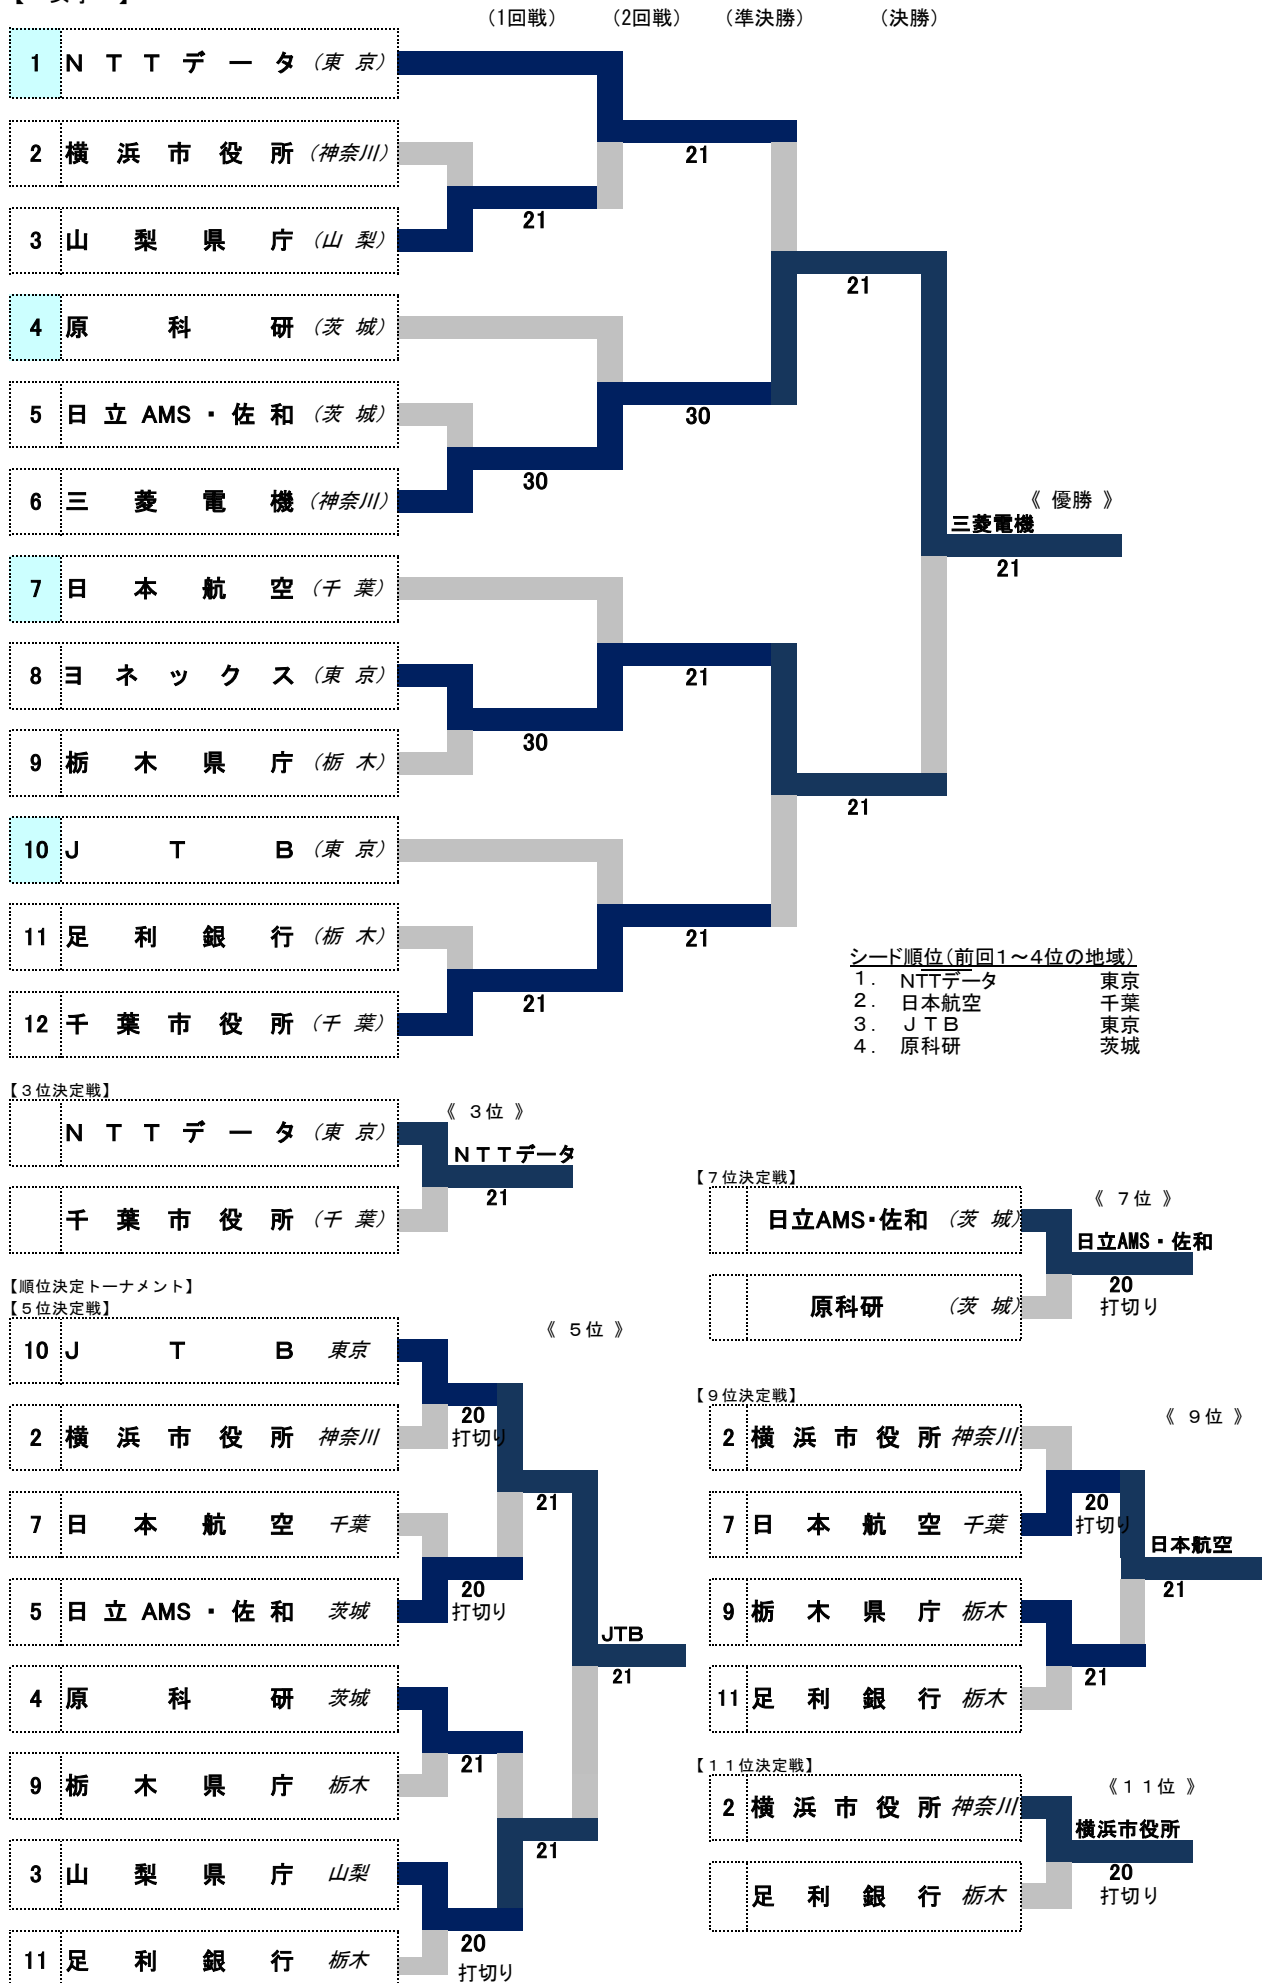 (1回戦) (2回戦) (準決勝) (決勝)
1 NTTデータ (東 京)
21
2 横浜市役所 (神奈川)
21
3 山梨県庁 (山 梨)
21
4 原科研 (茨 城)
5 日立AMS・佐和 (茨 城)
30
30
6 三菱電機 (神奈川)
《 優勝 》
三菱電機
21
7 日本航空 (千 葉)
8 ヨネックス (東 京)
21
30
9 栃木県庁 (栃 木)
21
10 JTB (東 京)
11 足利銀行 (栃 木)
21
21
12 千葉市役所 (千 葉)
シード順位(前回1~4位の地域)
1. NTTデータ 東京
2. 日本航空 千葉
3. JTB 東京
4. 原科研 茨城
【3位決定戦】
《 3位 》
NTTデータ (東 京)
NTTデータ
21
千葉市役所 (千 葉)
【7位決定戦】
《 7位 》
日立AMS・佐和 (茨 城)
日立AMS・佐和
20
打切り
原科研 (茨 城)
【順位決定トーナメント】
【5位決定戦】
《 5位 》
10 JTB 東京
20
打切り
2 横浜市役所 神奈川
21
7 日本航空 千葉
20
打切り
5 日立AMS・佐和 茨城
JTB
21
4 原科研 茨城
21
9 栃木県庁 栃木
21
3 山梨県庁 山梨
20
打切り
11 足利銀行 栃木
【9位決定戦】
《 9位 》
2 横浜市役所 神奈川
20
打切り
7 日本航空 千葉
日本航空
21
9 栃木県庁 栃木
21
11 足利銀行 栃木
【11位決定戦】
《11位 》
2 横浜市役所 神奈川
横浜市役所
20
打切り
足利銀行 栃木